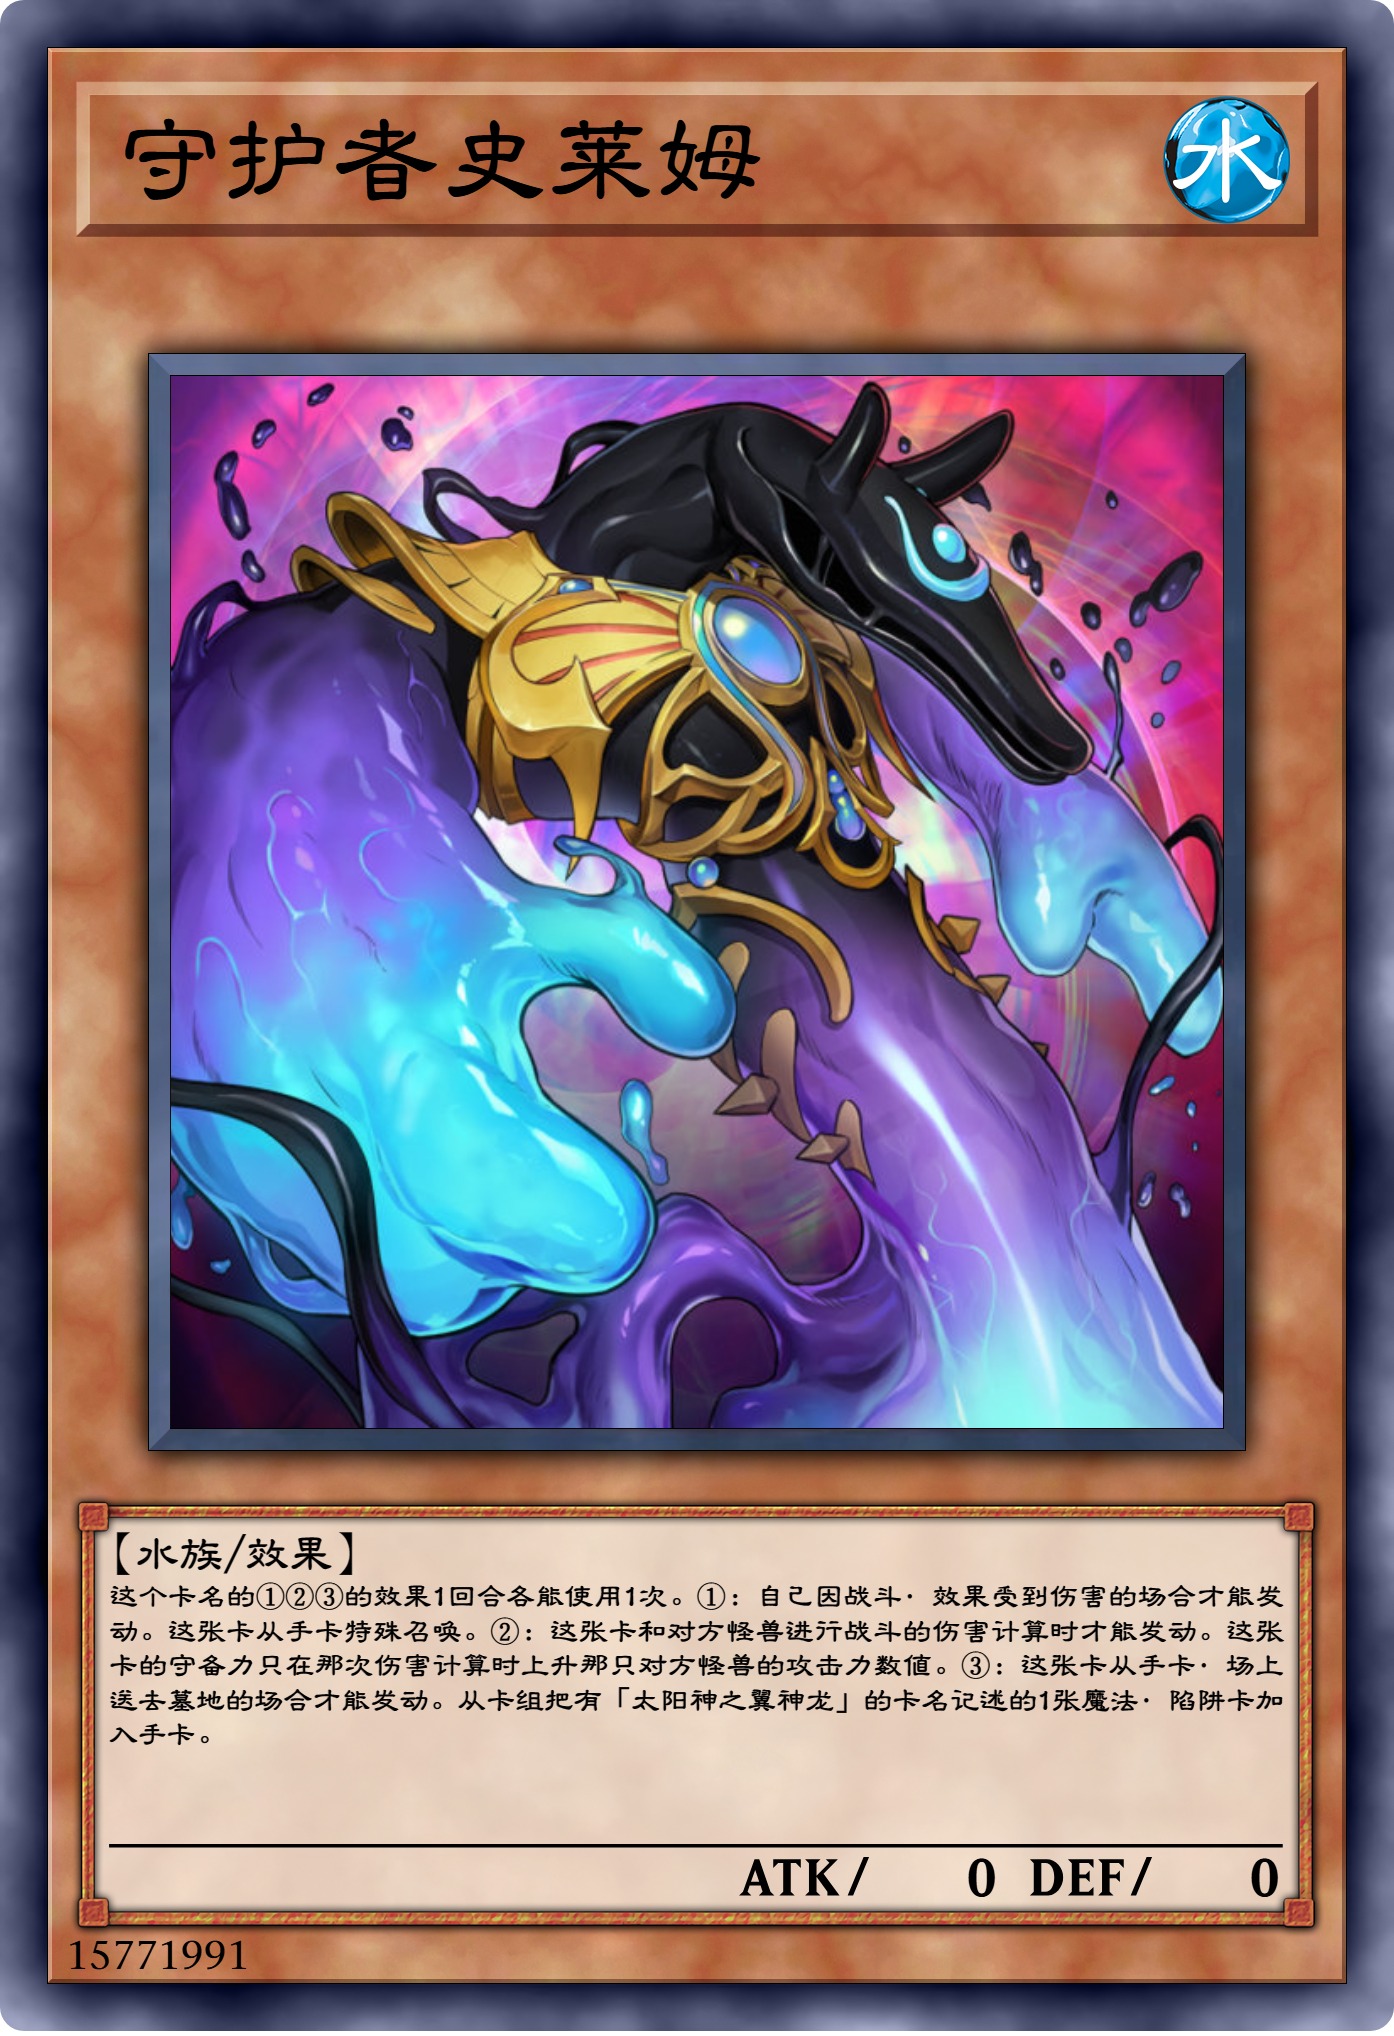 守护者史莱姆
水
【水族/效果】
这个卡名的①②③的效果1回合各能使用1次。①：自己因战斗·效果受到伤害的场合才能发
动。这张卡从手卡特殊召唤。②：这张卡和对方怪兽进行战斗的伤害计算时才能发动。这张
卡的守备力只在那次伤害计算时上升那只对方怪兽的攻击力数值。③：这张卡从手卡·场上
送去墓地的场合才能发动。从卡组把有「太阳神之翼神龙」的卡名记述的1张魔法·陷阱卡加
入手卡。
ATK/ 0 DEF/ 0
15771991